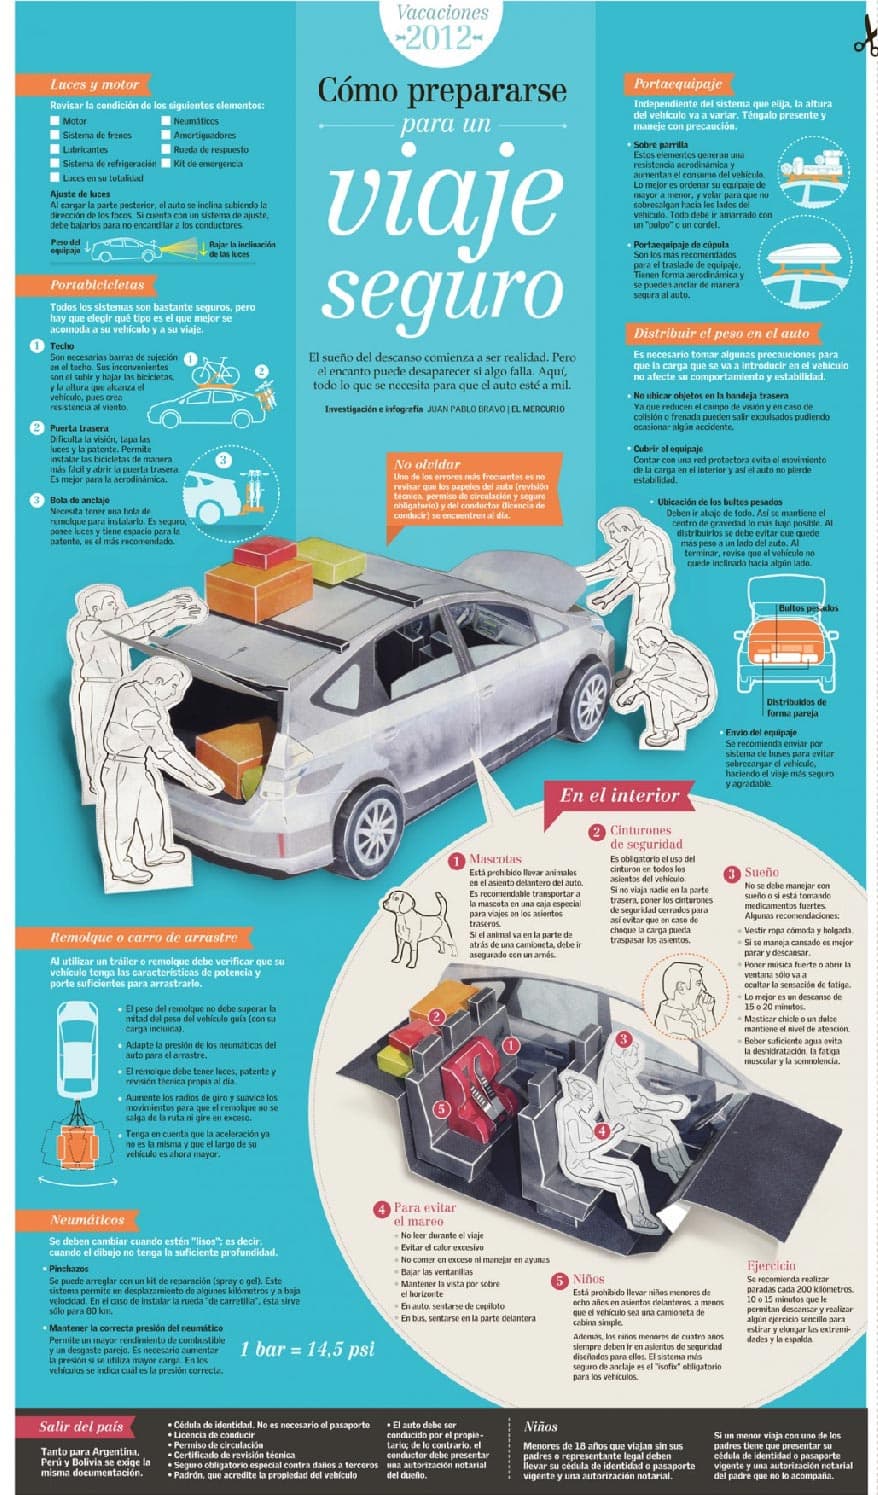 Vacaciones
2012
Cómo prepararse
para un
viaje
seguro
El sueño del descanso comienza a ser realidad. Pero
el encanto puede desaparecer si algo falla. Aquí,
todo lo que se necesita para que el auto esté a mil.
Investigación e infografía JUAN PABLO BRAVO | EL MERCURIO
Luces y motor
Revisar la condición de los siguientes elementos:
Motor
Sistema de frenos
Lubricantes
Sistema de refrigeración
Luces en su totalidad
Neumáticos
Amortiguadores
Rueda de repuesto
Kit de emergencia
Ajuste de luces
Al cargar la parte posterior, el auto se inclina subiendo la
dirección de los focos. Si cuenta con un sistema de ajuste,
debe bajarlos para no encandilar a los conductores.
Peso del
equipaje
Bajar la inclinación
de las luces
Portabicicletas
Todos los sistemas son bastante seguros, pero
hay que elegir qué tipo es el que mejor se
acomoda a su vehículo y a su viaje.
1 Techo
Son necesarias barras de sujeción
en el techo. Sus inconvenientes
son el subir y bajar las bicicletas,
y la altura que alcanza el
vehículo, pues crea
resistencia al viento.
1
2
2 Puerta trasera
Dificulta la visión, tapa las
luces y la patente. Permite
instalar las bicicletas de manera
más fácil y abrir la puerta trasera.
Es mejor para la aerodinámica.
3
3 Bola de anclaje
Necesita tener una bola de
remolque para instalarlo. Es seguro,
posee luces y tiene espacio para la
patente, es el más recomendado.
No olvidar
Uno de los errores más frecuentes es no
revisar que los papeles del auto (revisión
técnica, permiso de circulación y seguro
obligatorio) y del conductor (licencia de
conducir) se encuentren al día.
Portaequipaje
Independiente del sistema que elija, la altura
del vehículo va a variar. Téngalo presente y
maneje con precaución.
• Sobre parrilla
Estos elementos generan una
resistencia aerodinámica y
aumentan el consumo del vehículo.
Lo mejor es ordenar su equipaje de
mayor a menor, y velar para que no
sobresalgan hacia los lados del
vehículo. Todo debe ir amarrado con
un "pulpo" o un cordel.
• Portaequipaje de cúpula
Son los más recomendados
para el traslado de equipaje.
Tienen forma aerodinámica y
se pueden anclar de manera
segura al auto.
Distribuir el peso en el auto
Es necesario tomar algunas precauciones para
que la carga que se va a introducir en el vehículo
no afecte su comportamiento y estabilidad.
• No ubicar objetos en la bandeja trasera
Ya que reducen el campo de visión y en caso de
colisión o frenada pueden salir expulsados pudiendo
ocasionar algún accidente.
• Cubrir el equipaje
Contar con una red protectora evita el movimiento
de la carga en el interior y así el auto no pierde
estabilidad.
• Ubicación de los bultos pesados
Deben ir abajo de todo. Así se mantiene el
centro de gravedad lo más bajo posible. Al
distribuirlos se debe evitar que quede
más peso a un lado del auto. Al
terminar, revise que el vehículo no
quede inclinado hacia algún lado.
Bultos pesados
Distribuidos de
forma pareja
• Envío del equipaje
Se recomienda enviar por
sistema de buses para evitar
sobrecargar el vehículo,
haciendo el viaje más seguro
y agradable.
En el interior
1 Mascotas
Está prohibido llevar animales
en el asiento delantero del auto.
Es recomendable transportar a
la mascota en una caja especial
para viajes en los asientos
traseros.
Si el animal va en la parte de
atrás de una camioneta, debe ir
asegurado con un arnés.
2 Cinturones
de seguridad
Es obligatorio el uso del
cinturón en todos los
asientos del vehículo.
Si no viaja nadie en la parte
trasera, poner los cinturones
de seguridad cerrados para
así evitar que en caso de
choque la carga pueda
traspasar los asientos.
3 Sueño
No se debe manejar con
sueño o si está tomando
medicamentos fuertes.
Algunas recomendaciones:
• Vestir ropa cómoda y holgada.
• Si se maneja cansado es mejor
parar y descansar.
• Poner música fuerte o abrir la
ventana sólo va a
ocultar la sensación de fatiga.
• Lo mejor es un descanso de
15 o 20 minutos.
• Masticar chicle o un dulce
mantiene el nivel de atención.
• Beber suficiente agua evita
la deshidratación, la fatiga
muscular y la somnolencia.
2
1
3
5
4
Remolque o carro de arrastre
Al utilizar un tráiler o remolque debe verificar que su
vehículo tenga las características de potencia y
porte suficientes para arrastrarlo.
• El peso del remolque no debe superar la
mitad del peso del vehículo guía (con su
carga incluida).
• Adapte la presión de los neumáticos del
auto para el arrastre.
• El remolque debe tener luces, patente y
revisión técnica propia al día.
• Aumente los radios de giro y suavice los
movimientos para que el remolque no se
salga de la ruta ni gire en exceso.
• Tenga en cuenta que la aceleración ya
no es la misma y que el largo de su
vehículo es ahora mayor.
Neumáticos
Se deben cambiar cuando estén "lisos"; es decir,
cuando el dibujo no tenga la suficiente profundidad.
• Pinchazos
Se puede arreglar con un kit de reparación (spray o gel). Este
sistema permite un desplazamiento de algunos kilómetros y a baja
velocidad. En el caso de instalar la rueda "de carretilla", ésta sirve
sólo para 80 km.
• Mantener la correcta presión del neumático
Permite un mayor rendimiento de combustible
y un desgaste parejo. Es necesario aumentar
la presión si se utiliza mayor carga. En los
vehículos se indica cuál es la presión correcta.
1 bar = 14,5 psi
4 Para evitar
el mareo
• No leer durante el viaje
• Evitar el calor excesivo
• No comer en exceso ni manejar en ayunas
• Bajar las ventanillas
• Mantener la vista por sobre
el horizonte
• En auto, sentarse de copiloto
• En bus, sentarse en la parte delantera
5 Niños
Está prohibido llevar niños menores de
ocho años en asientos delanteros, a menos
que el vehículo sea una camioneta de
cabina simple.
Además, los niños menores de cuatro años
siempre deben ir en asientos de seguridad
diseñados para ellos. El sistema más
seguro de anclaje es el "isofix" obligatorio
para los vehículos.
Ejercicio
Se recomienda realizar
paradas cada 200 kilómetros,
10 o 15 minutos que le
permitan descansar y realizar
algún ejercicio sencillo para
estirar y elongar las extremi-
dades y la espalda.
Salir del país
Tanto para Argentina,
Perú y Bolivia se exige la
misma documentación.
• Cédula de identidad. No es necesario el pasaporte
• Licencia de conducir
• Permiso de circulación
• Certificado de revisión técnica
• Seguro obligatorio especial contra daños a terceros
• Padrón, que acredite la propiedad del vehículo
• El auto debe ser
conducido por el propie-
tario; de lo contrario, el
conductor debe presentar
una autorización notarial
del dueño.
Niños
Menores de 18 años que viajan sin sus
padres o representante legal deben
llevar su cédula de identidad o pasaporte
vigente y una autorización notarial.
Si un menor viaja con uno de los
padres tiene que presentar su
cédula de identidad o pasaporte
vigente y una autorización notarial
del padre que no lo acompaña.